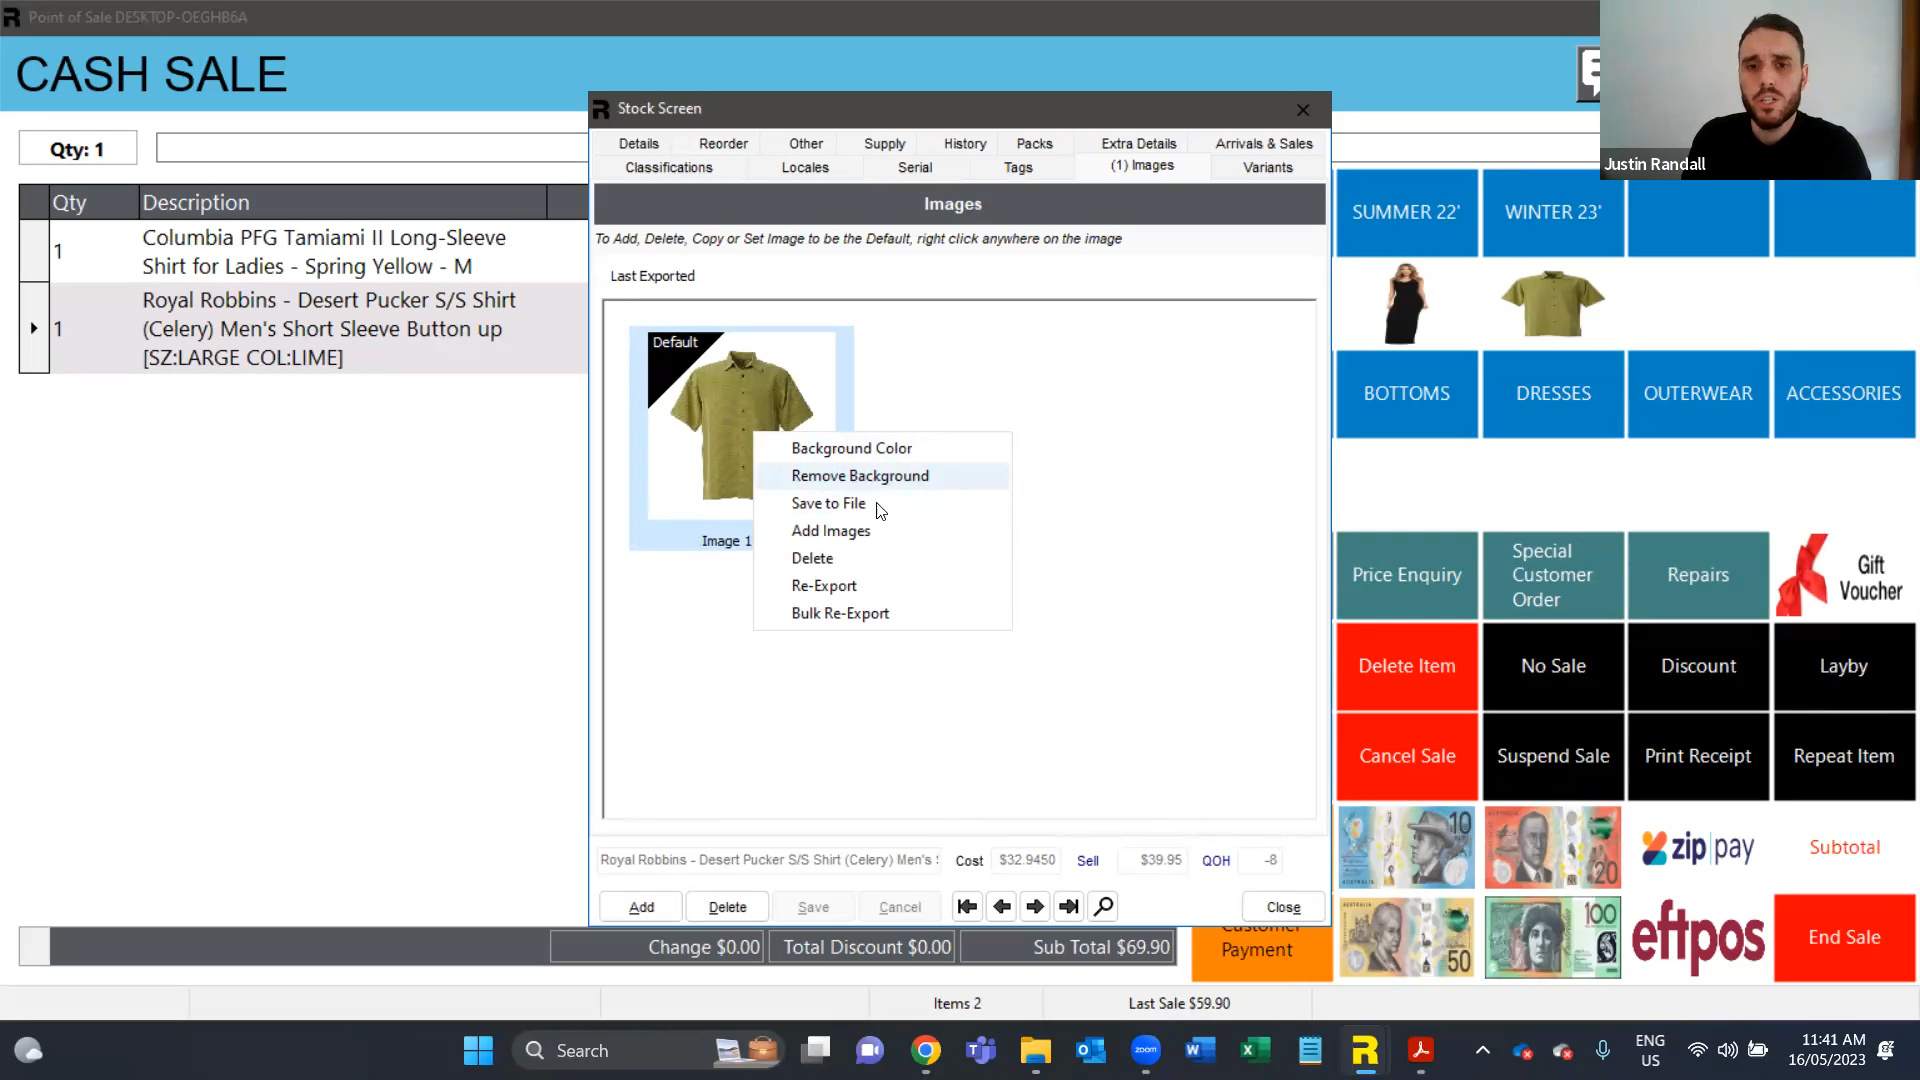 Point of Sale DESKTOP-OEGHB6A
CASH SALE
Justin Randall
Qty: 1
Qty
Description
1
Columbia PFG Tamiami II Long-Sleeve
Shirt for Ladies - Spring Yellow - M
1
Royal Robbins - Desert Pucker S/S Shirt
(Celery) Men's Short Sleeve Button up
[SZ:LARGE COL:LIME]
Stock Screen
Details
Reorder
Other
Supply
History
Packs
Extra Details
Arrivals & Sales
Classifications
Locales
Serial
Tags
(1) Images
Variants
Images
To Add, Delete, Copy or Set Image to be the Default, right click anywhere on the image
Last Exported
Default
Image 1
Background Color
Remove Background
Save to File
Add Images
Delete
Re-Export
Bulk Re-Export
Royal Robbins - Desert Pucker S/S Shirt (Celery) Men's
Cost
$32.9450
Sell
$39.95
QOH
-8
Add
Delete
Save
Cancel
Close
SUMMER 22'
WINTER 23'
BOTTOMS
DRESSES
OUTERWEAR
ACCESSORIES
Price Enquiry
Special
Customer
Order
Repairs
Gift
Voucher
Delete Item
No Sale
Discount
Layby
Cancel Sale
Suspend Sale
Print Receipt
Repeat Item
10
20
zip pay
Subtotal
50
100
eftpos
End Sale
Customer
Payment
Change $0.00
Total Discount $0.00
Sub Total $69.90
Items 2
Last Sale $59.90
Search
zoom
ENG
US
11:41 AM
16/05/2023